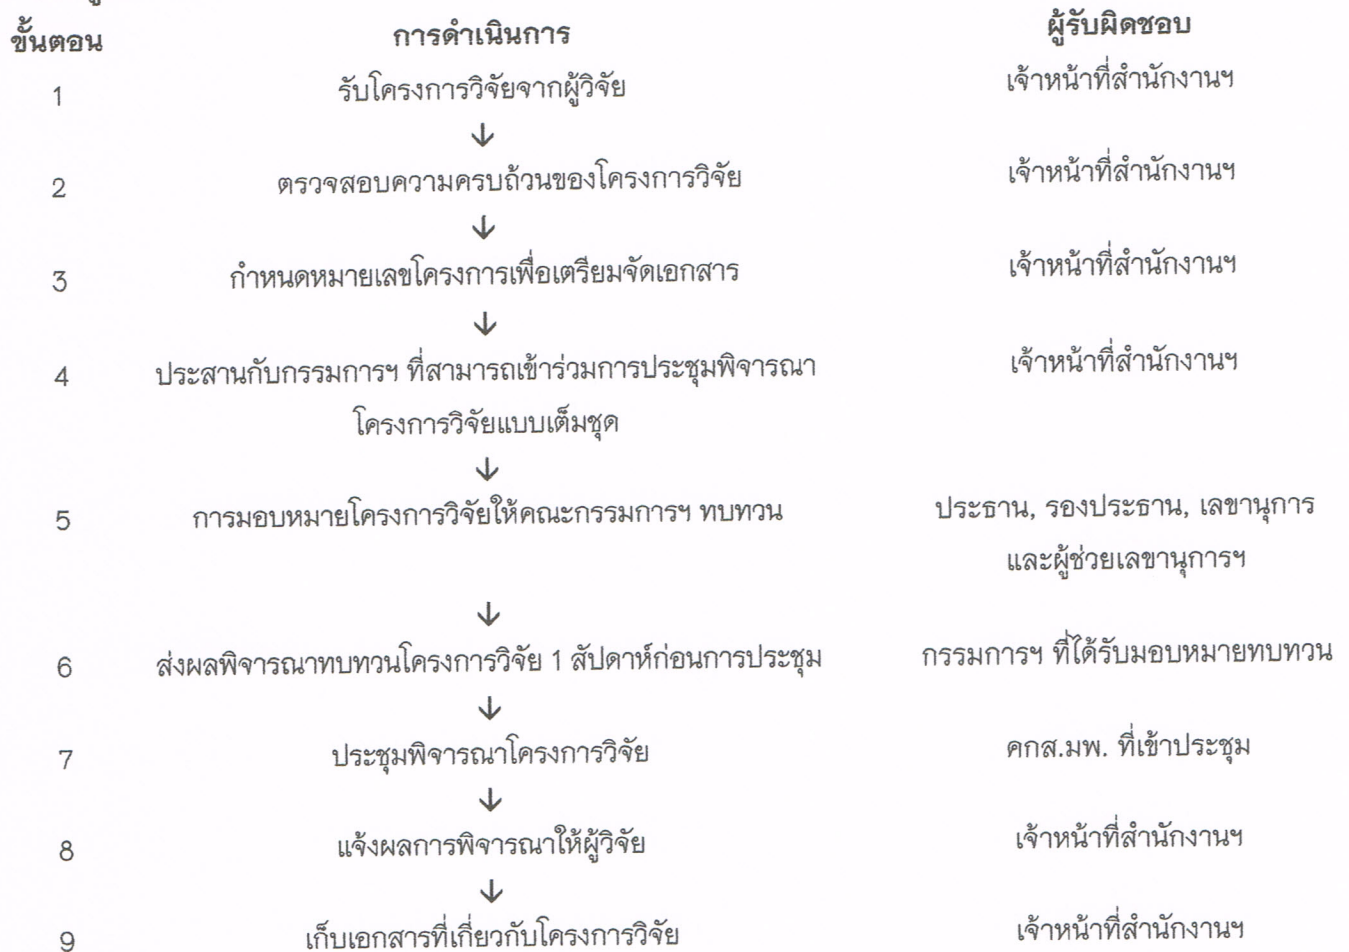 ขั้นตอน การดำเนินการ ผู้รับผิดชอบ
1 รับโครงการวิจัยจากผู้วิจัย เจ้าหน้าที่สำนักงานฯ
↓
2 ตรวจสอบความครบถ้วนของโครงการวิจัย เจ้าหน้าที่สำนักงานฯ
↓
3 กำหนดหมายเลขโครงการเพื่อเตรียมจัดเอกสาร เจ้าหน้าที่สำนักงานฯ
↓
4 ประสานกับกรรมการฯ ที่สามารถเข้าร่วมการประชุมพิจารณา เจ้าหน้าที่สำนักงานฯ
โครงการวิจัยแบบเต็มชุด
↓
5 การมอบหมายโครงการวิจัยให้คณะกรรมการฯ ทบทวน ประธาน, รองประธาน, เลขานุการ
และผู้ช่วยเลขานุการฯ
↓
6 ส่งผลพิจารณาทบทวนโครงการวิจัย 1 สัปดาห์ก่อนการประชุม กรรมการฯ ที่ได้รับมอบหมายทบทวน
↓
7 ประชุมพิจารณาโครงการวิจัย คกส.มพ. ที่เข้าประชุม
↓
8 แจ้งผลการพิจารณาให้ผู้วิจัย เจ้าหน้าที่สำนักงานฯ
↓
9 เก็บเอกสารที่เกี่ยวกับโครงการวิจัย เจ้าหน้าที่สำนักงานฯ